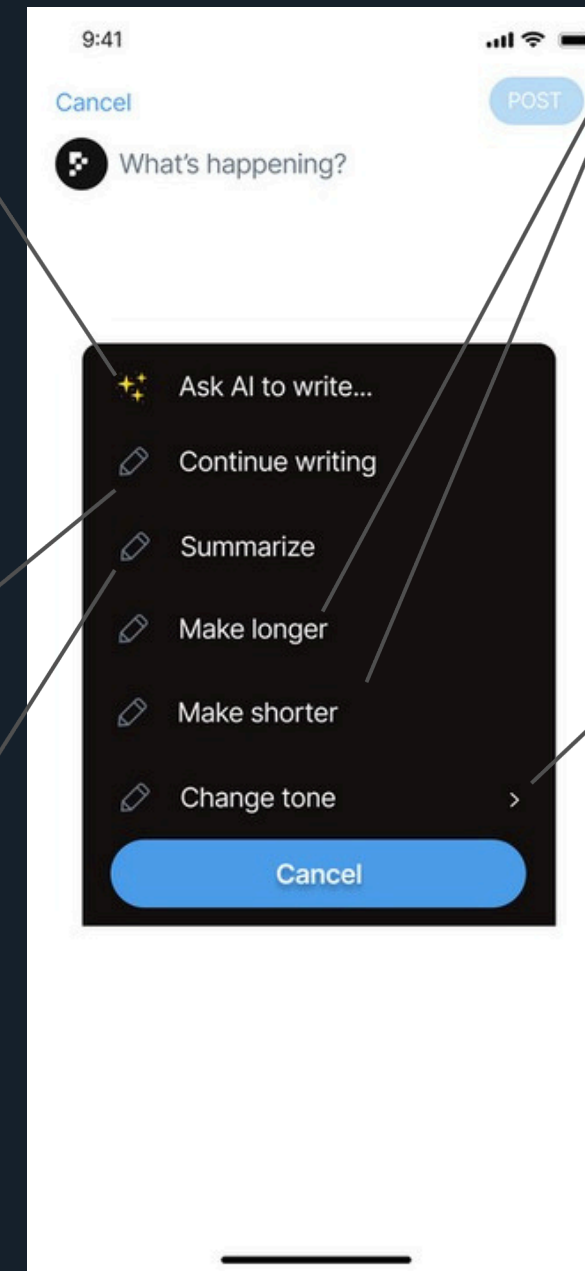 9:41
Cancel
POST
What's happening?
Ask AI to write...
Continue writing
Summarize
Make longer
Make shorter
Change tone
Cancel